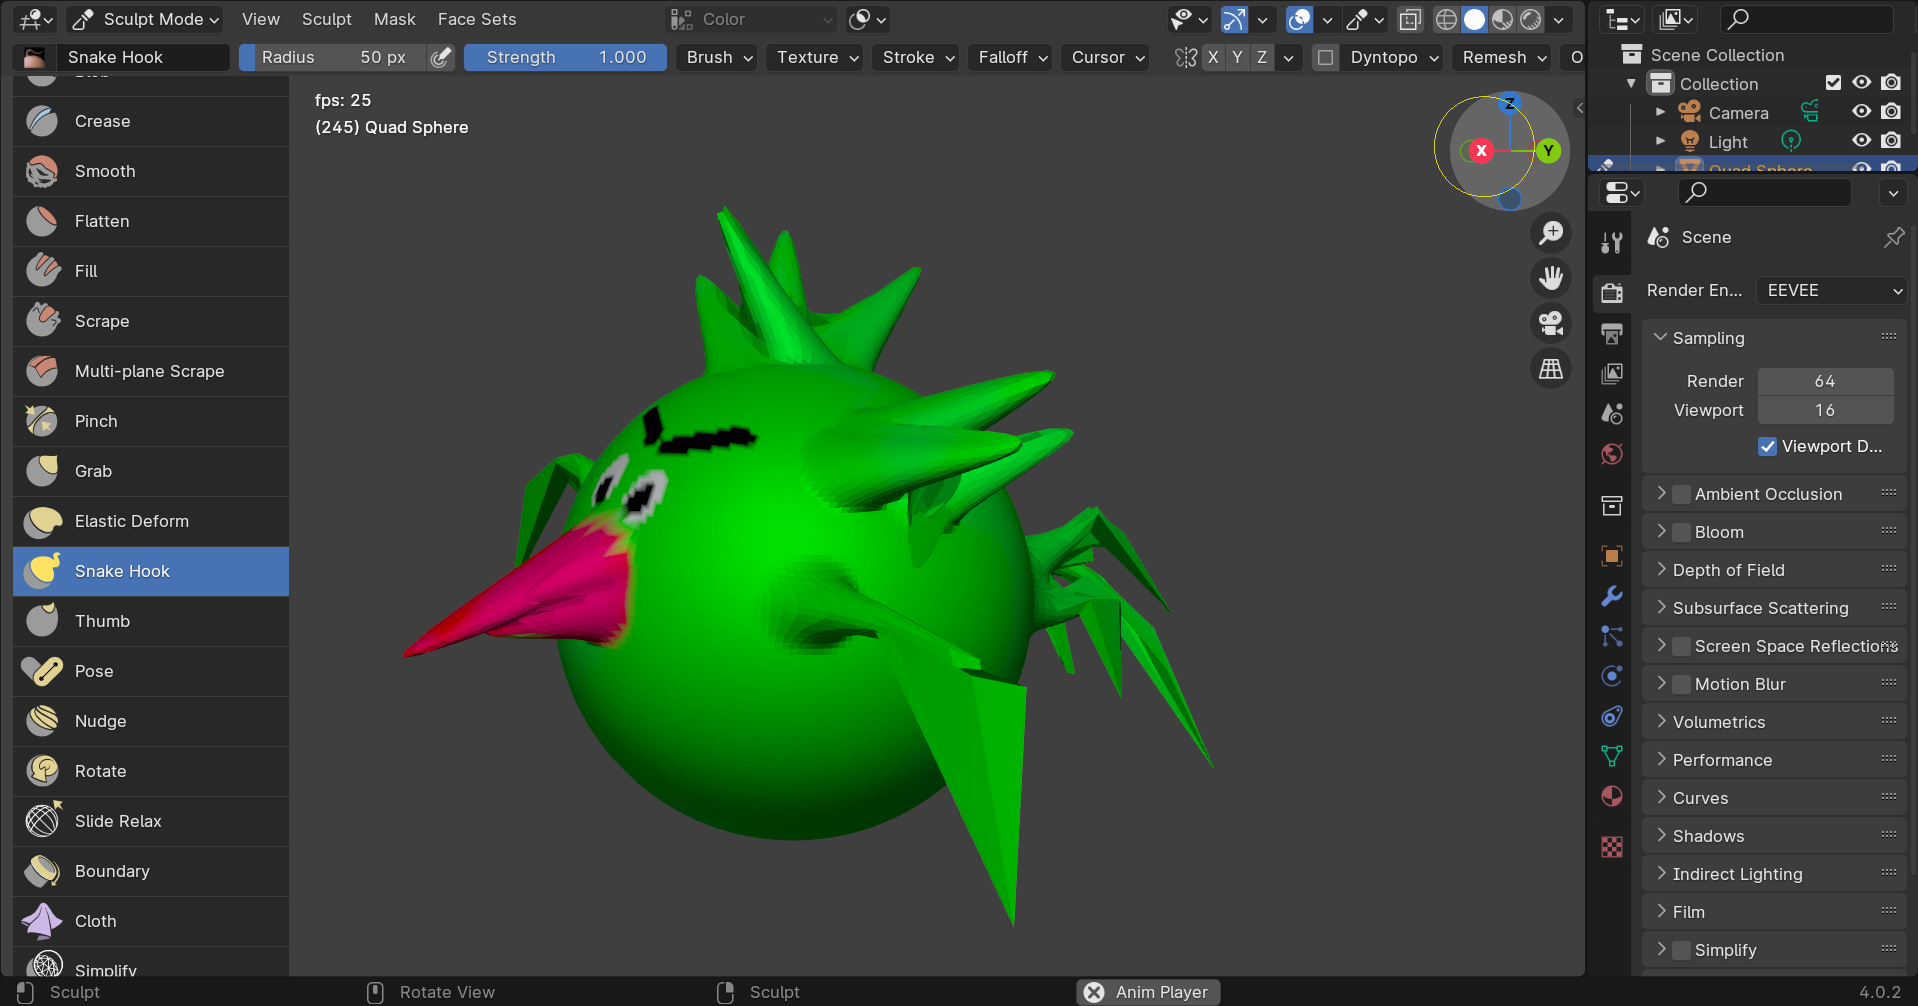 Sculpt Mode View Sculpt Mask Face Sets Color
Snake Hook Radius 50 px Strength 1.000 Brush Texture Stroke Falloff Cursor X Y Z Dyntopo Remesh O
fps: 25
(245) Quad Sphere
Blob
Crease
Smooth
Flatten
Fill
Scrape
Multi-plane Scrape
Pinch
Grab
Elastic Deform
Snake Hook
Thumb
Pose
Nudge
Rotate
Slide Relax
Boundary
Cloth
Simplify
Z
X
Y
Scene Collection
Collection
Camera
Light
Quad Sphere
Scene
Render En... EEVEE
Sampling
Render 64
Viewport 16
Viewport D...
Ambient Occlusion
Bloom
Depth of Field
Subsurface Scattering
Screen Space Reflections
Motion Blur
Volumetrics
Performance
Curves
Shadows
Indirect Lighting
Film
Simplify
Sculpt Rotate View Sculpt Anim Player 4.0.2